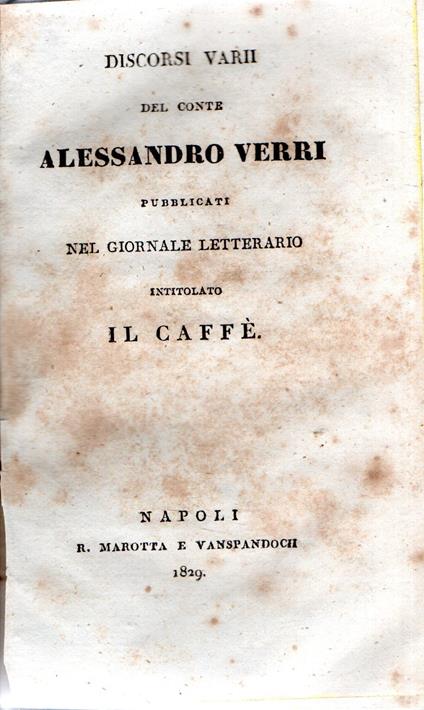 DISCORSI VARII
DEL CONTE
ALESSANDRO VERRI
PUBBLICATI
NEL GIORNALE LETTERARIO
INTITOLATO
IL CAFFÈ.
NAPOLI
R. MAROTTA E VANSPANDOCH
1829.